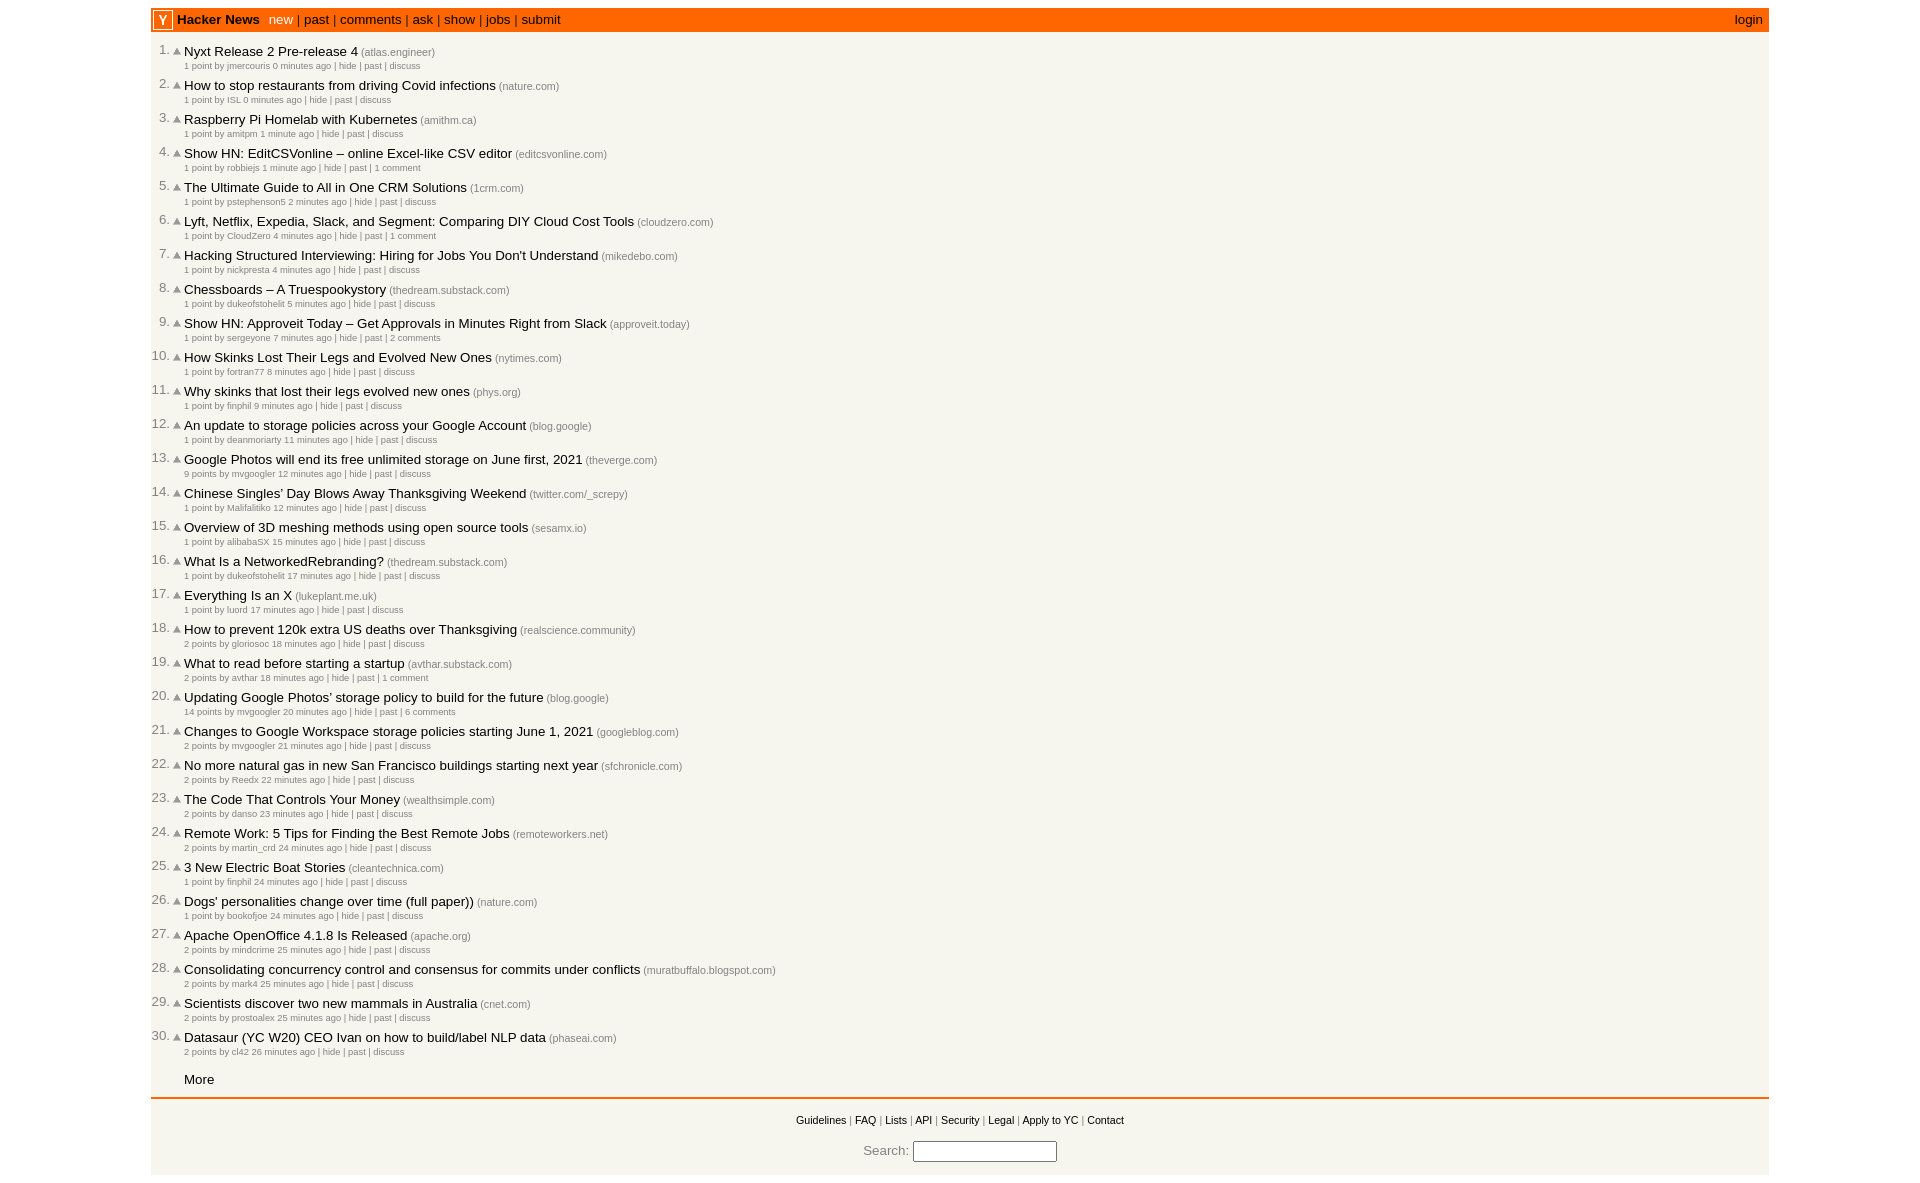 Y Hacker News new | past | comments | ask | show | jobs | submit login
1. Nyxt Release 2 Pre-release 4 (atlas.engineer)
1 point by jmercouris 0 minutes ago | hide | past | discuss
2. How to stop restaurants from driving Covid infections (nature.com)
1 point by ISL 0 minutes ago | hide | past | discuss
3. Raspberry Pi Homelab with Kubernetes (amithm.ca)
1 point by amitpm 1 minute ago | hide | past | discuss
4. Show HN: EditCSVonline – online Excel-like CSV editor (editcsvonline.com)
1 point by robbiejs 1 minute ago | hide | past | 1 comment
5. The Ultimate Guide to All in One CRM Solutions (1crm.com)
1 point by pstephenson5 2 minutes ago | hide | past | discuss
6. Lyft, Netflix, Expedia, Slack, and Segment: Comparing DIY Cloud Cost Tools (cloudzero.com)
1 point by CloudZero 4 minutes ago | hide | past | 1 comment
7. Hacking Structured Interviewing: Hiring for Jobs You Don't Understand (mikedebo.com)
1 point by nickpresta 4 minutes ago | hide | past | discuss
8. Chessboards – A Truespookystory (thedream.substack.com)
1 point by dukeofstohelit 5 minutes ago | hide | past | discuss
9. Show HN: Approveit Today – Get Approvals in Minutes Right from Slack (approveit.today)
1 point by sergeyone 7 minutes ago | hide | past | 2 comments
10. How Skinks Lost Their Legs and Evolved New Ones (nytimes.com)
1 point by fortran77 8 minutes ago | hide | past | discuss
11. Why skinks that lost their legs evolved new ones (phys.org)
1 point by finphil 9 minutes ago | hide | past | discuss
12. An update to storage policies across your Google Account (blog.google)
1 point by deanmoriarty 11 minutes ago | hide | past | discuss
13. Google Photos will end its free unlimited storage on June first, 2021 (theverge.com)
9 points by mvgoogler 12 minutes ago | hide | past | discuss
14. Chinese Singles’ Day Blows Away Thanksgiving Weekend (twitter.com/_screpy)
1 point by Malifalitiko 12 minutes ago | hide | past | discuss
15. Overview of 3D meshing methods using open source tools (sesamx.io)
1 point by alibabaSX 15 minutes ago | hide | past | discuss
16. What Is a NetworkedRebranding? (thedream.substack.com)
1 point by dukeofstohelit 17 minutes ago | hide | past | discuss
17. Everything Is an X (lukeplant.me.uk)
1 point by luord 17 minutes ago | hide | past | discuss
18. How to prevent 120k extra US deaths over Thanksgiving (realscience.community)
2 points by gloriosoc 18 minutes ago | hide | past | discuss
19. What to read before starting a startup (avthar.substack.com)
2 points by avthar 18 minutes ago | hide | past | 1 comment
20. Updating Google Photos’ storage policy to build for the future (blog.google)
14 points by mvgoogler 20 minutes ago | hide | past | 6 comments
21. Changes to Google Workspace storage policies starting June 1, 2021 (googleblog.com)
2 points by mvgoogler 21 minutes ago | hide | past | discuss
22. No more natural gas in new San Francisco buildings starting next year (sfchronicle.com)
2 points by Reedx 22 minutes ago | hide | past | discuss
23. The Code That Controls Your Money (wealthsimple.com)
2 points by danso 23 minutes ago | hide | past | discuss
24. Remote Work: 5 Tips for Finding the Best Remote Jobs (remoteworkers.net)
2 points by martin_crd 24 minutes ago | hide | past | discuss
25. 3 New Electric Boat Stories (cleantechnica.com)
1 point by finphil 24 minutes ago | hide | past | discuss
26. Dogs' personalities change over time (full paper)) (nature.com)
1 point by bookofjoe 24 minutes ago | hide | past | discuss
27. Apache OpenOffice 4.1.8 Is Released (apache.org)
2 points by mindcrime 25 minutes ago | hide | past | discuss
28. Consolidating concurrency control and consensus for commits under conflicts (muratbuffalo.blogspot.com)
2 points by mark4 25 minutes ago | hide | past | discuss
29. Scientists discover two new mammals in Australia (cnet.com)
2 points by prostoalex 25 minutes ago | hide | past | discuss
30. Datasaur (YC W20) CEO Ivan on how to build/label NLP data (phaseai.com)
2 points by cl42 26 minutes ago | hide | past | discuss
More
Guidelines | FAQ | Lists | API | Security | Legal | Apply to YC | Contact
Search: